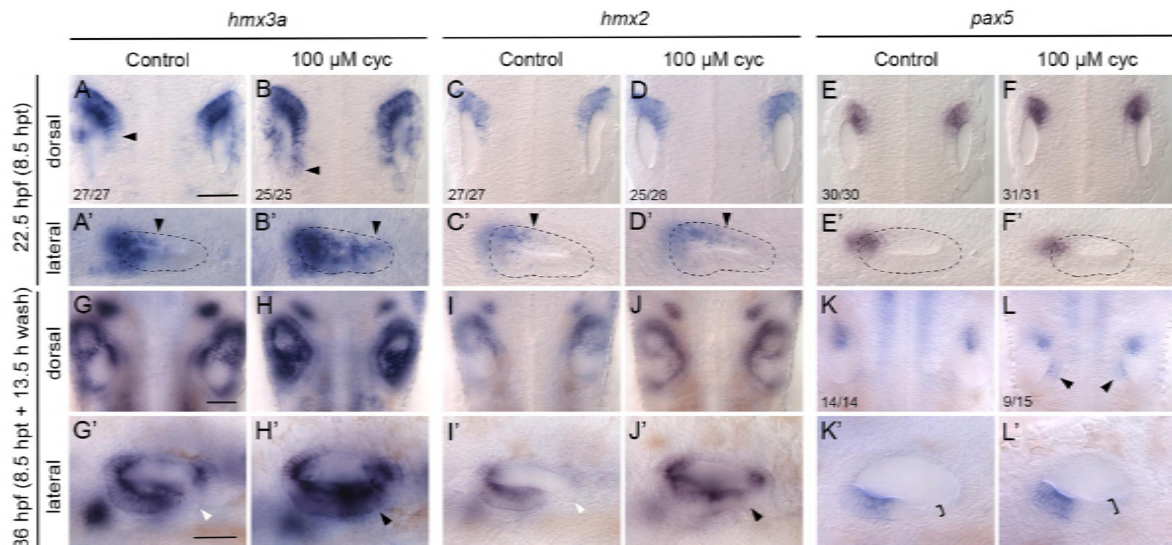 hmx3a hmx2 pax5
Control 100 µM cyc Control 100 µM cyc Control 100 µM cyc
22.5 hpf (8.5 hpt)
dorsal
A B C D E F
27/27 25/25 27/27 25/28 30/30 31/31
lateral
A' B' C' D' E' F'
36 hpf (8.5 hpt + 13.5 h wash)
dorsal
G H I J K L
14/14 9/15
lateral
G' H' I' J' K' L'